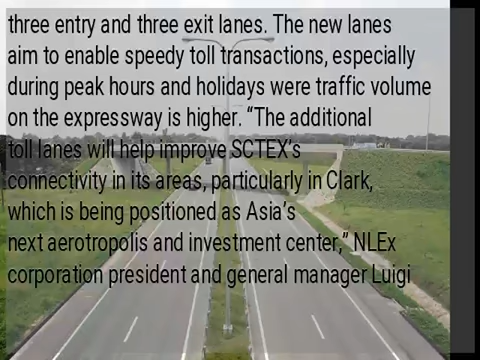 three entry and three exit lanes. The new lanes
aim to enable speedy toll transactions, especially
during peak hours and holidays were traffic volume
on the expressway is higher. “The additional
toll lanes will help improve SCTEX’s
connectivity in its areas, particularly in Clark,
which is being positioned as Asia’s
next aerotropolis and investment center,” NLEx
corporation president and general manager Luigi